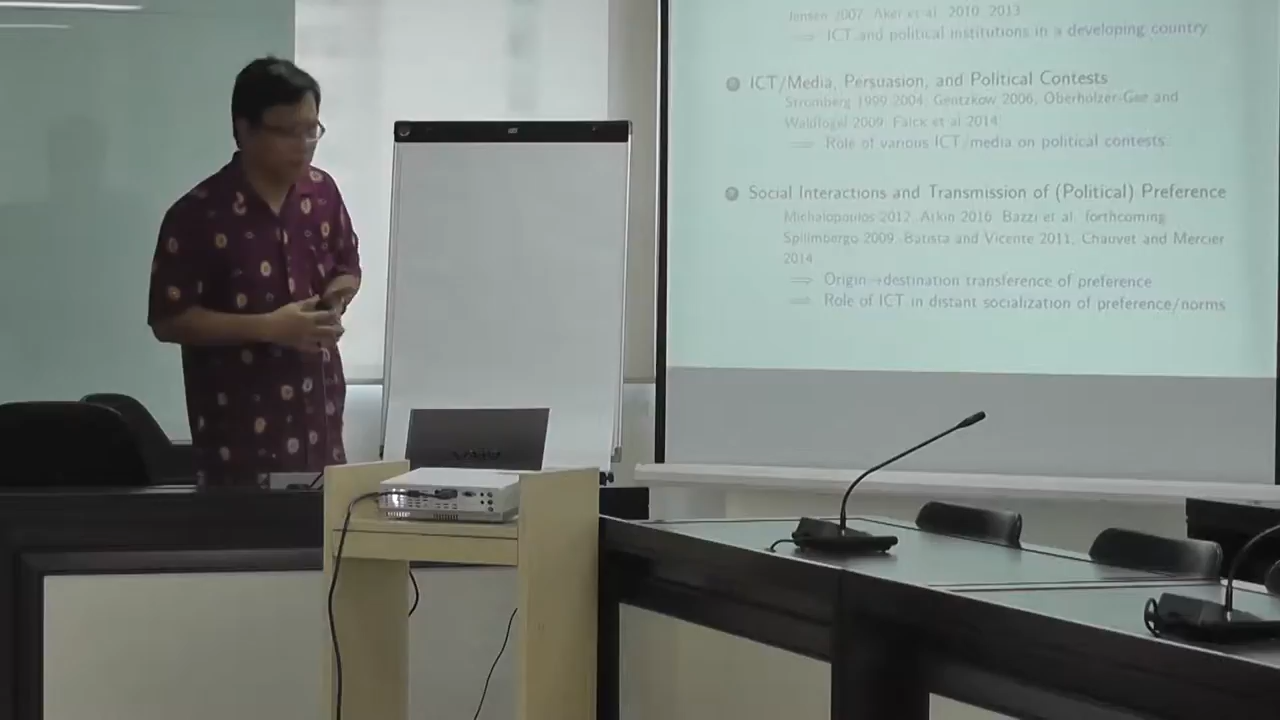 Jensen 2007, Aker et al. 2010, 2013
⟹ ICT and political institutions in a developing country
ICT/Media, Persuasion, and Political Contests
Stromberg 1999 2004, Gentzkow 2006, Oberholzer-Gee and
Waldfogel 2009, Falck et al 2014
⟹ Role of various ICT/media on political contests
Social Interactions and Transmission of (Political) Preference
Michalopoulos 2012, Atkin 2016, Bazzi et al. forthcoming
Spilimbergo 2009, Batista and Vicente 2011, Chauvet and Mercier
2014
⟹ Origin→destination transference of preference
⟹ Role of ICT in distant socialization of preference/norms
VAIO